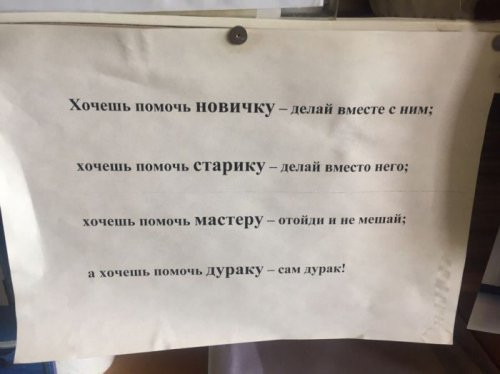 Хочешь помочь новичку – делай вместе с ним;
хочешь помочь старику – делай вместо него;
хочешь помочь мастеру – отойди и не мешай;
а хочешь помочь дураку – сам дурак!